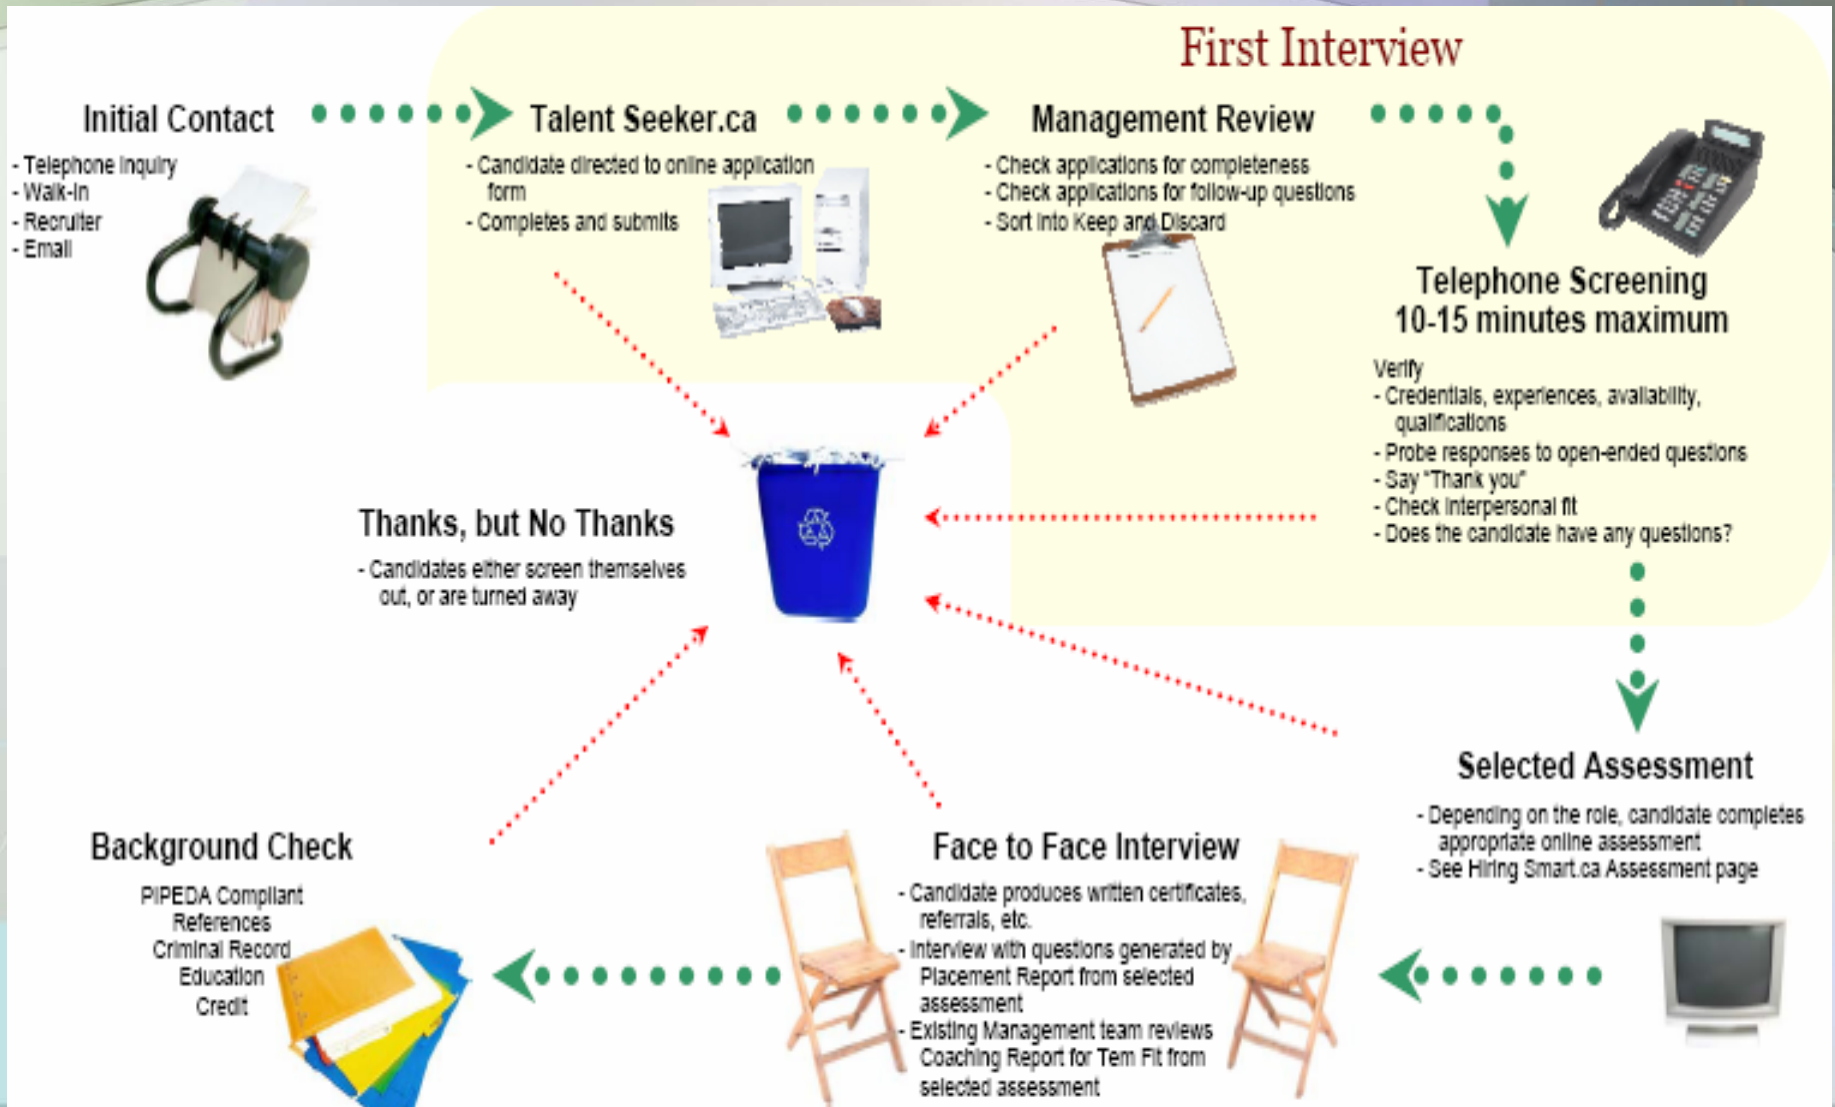 First Interview
Initial Contact
- Telephone Inquiry
- Walk-In
- Recruiter
- Email
Talent Seeker.ca
- Candidate directed to online application
form
- Completes and submits
Management Review
- Check applications for completeness
- Check applications for follow-up questions
- Sort into Keep and Discard
Telephone Screening
10-15 minutes maximum
Verify
- Credentials, experiences, availability,
qualifications
- Probe responses to open-ended questions
- Say "Thank you"
- Check interpersonal fit
- Does the candidate have any questions?
Thanks, but No Thanks
- Candidates either screen themselves
out, or are turned away
Selected Assessment
- Depending on the role, candidate completes
appropriate online assessment
- See Hiring Smart.ca Assessment page
Face to Face Interview
- Candidate produces written certificates,
referrals, etc.
- Interview with questions generated by
Placement Report from selected
assessment
- Existing Management team reviews
Coaching Report for Tem Fit from
selected assessment
Background Check
PIPEDA Compliant
References
Criminal Record
Education
Credit